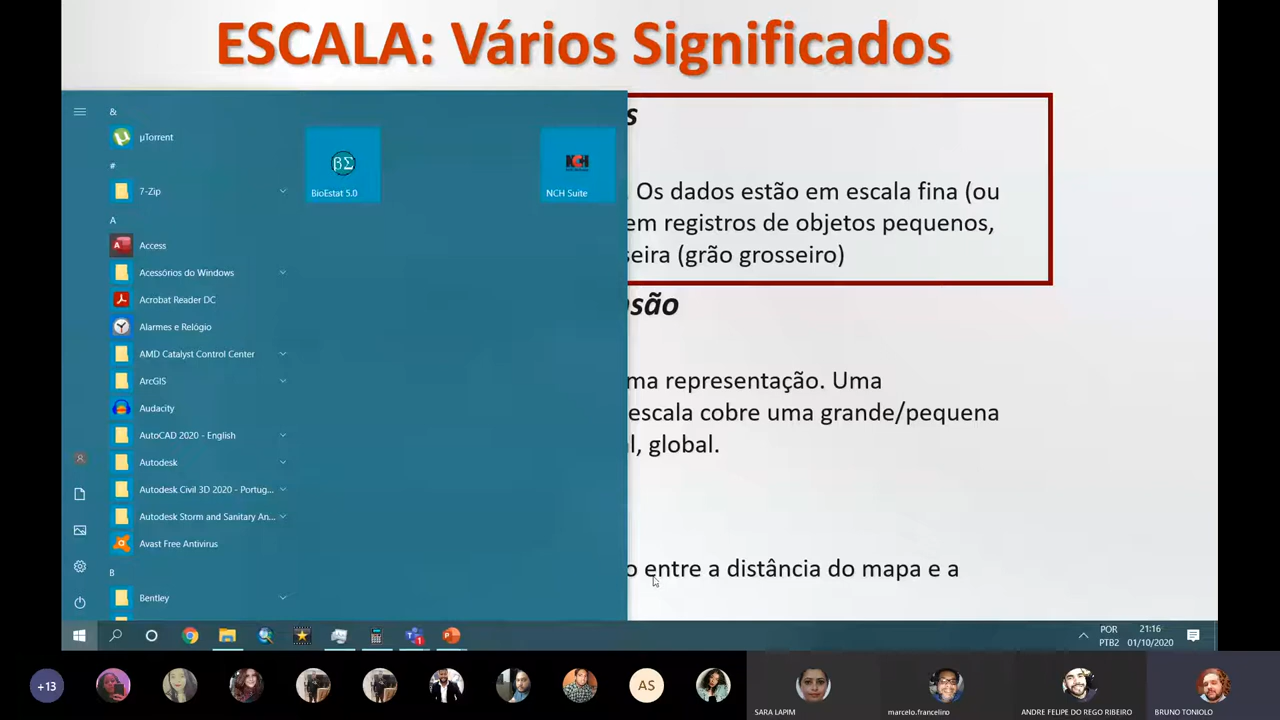 ESCALA: Vários Significados
s
. Os dados estão em escala fina (ou
em registros de objetos pequenos,
seira (grão grosseiro)
nsão
ma representação. Uma
escala cobre uma grande/pequena
l, global.
o entre a distância do mapa e a
&
µTorrent
#
7-Zip
A
Access
Acessórios do Windows
Acrobat Reader DC
Alarmes e Relógio
AMD Catalyst Control Center
ArcGIS
Audacity
AutoCAD 2020 - English
Autodesk
Autodesk Civil 3D 2020 - Portug...
Autodesk Storm and Sanitary An...
Avast Free Antivirus
B
Bentley
βΣ
BioEstat 5.0
NCH
NCH Suite
POR
PTB2
21:16
01/10/2020
+13
AS
SARA LAPIM
marcelo.francelino
ANDRE FELIPE DO REGO RIBEIRO
BRUNO TONIOLO